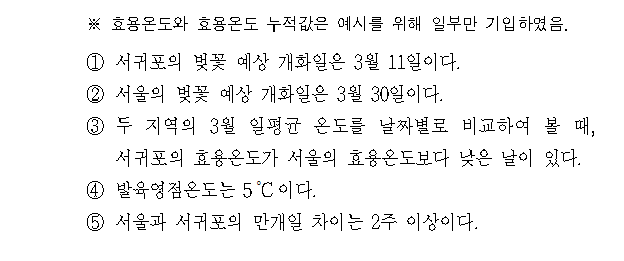 ※ 효용온도와 효용온도 누적값은 예시를 위해 일부만 기입하였음.
① 서귀포의 벚꽃 예상 개화일은 3월 11일이다.
② 서울의 벚꽃 예상 개화일은 3월 30일이다.
③ 두 지역의 3월 일평균 온도를 날짜별로 비교하여 볼 때,
서귀포의 효용온도가 서울의 효용온도보다 낮은 날이 있다.
④ 발육영점온도는 5℃이다.
⑤ 서울과 서귀포의 만개일 차이는 2주 이상이다.